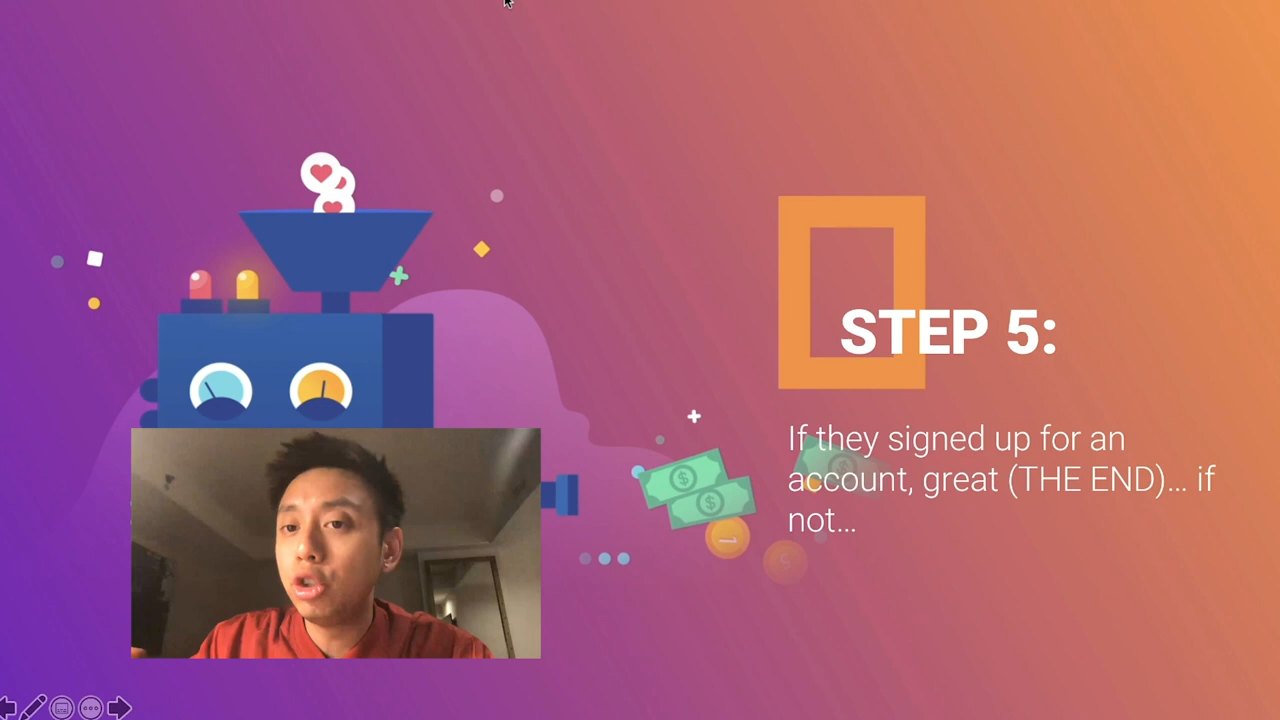 STEP 5:
If they signed up for an
account, great (THE END)... if
not...